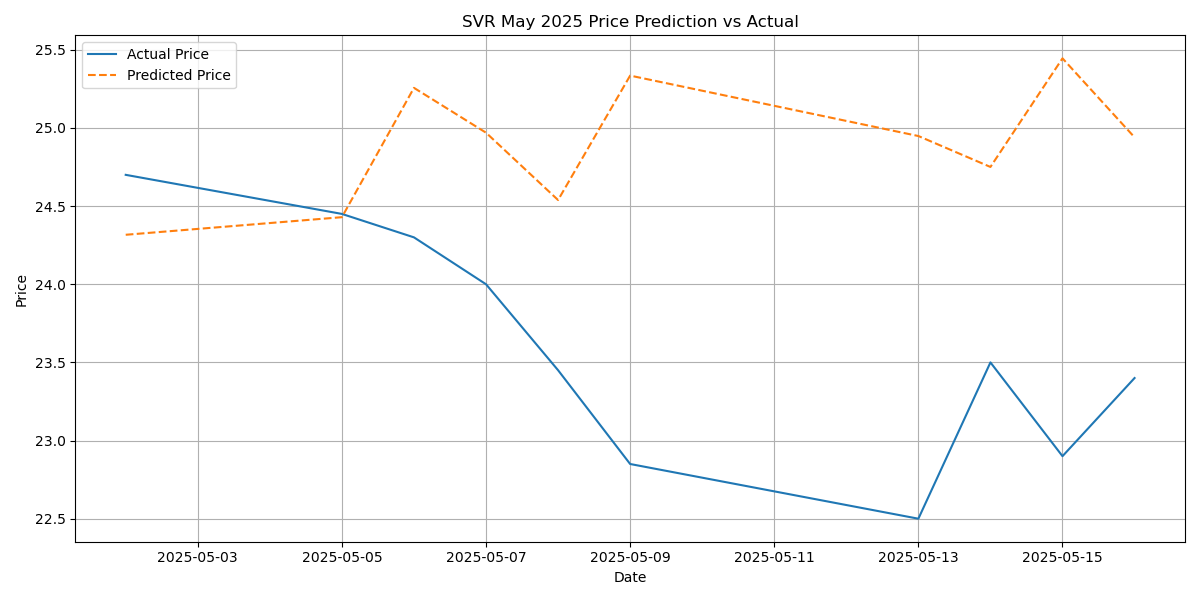 SVR May 2025 Price Prediction vs Actual
Actual Price
Predicted Price
25.5
25.0
24.5
24.0
23.5
23.0
22.5
Price
2025-05-03
2025-05-05
2025-05-07
2025-05-09
2025-05-11
2025-05-13
2025-05-15
Date